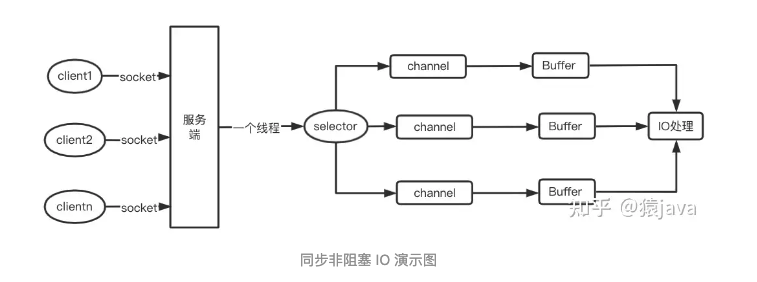 client1
socket
client2
socket
clientn
socket
服务
端
一个线程
selector
channel
Buffer
channel
Buffer
channel
Buffer
IO处理
知乎 @猿java
同步非阻塞 IO 演示图